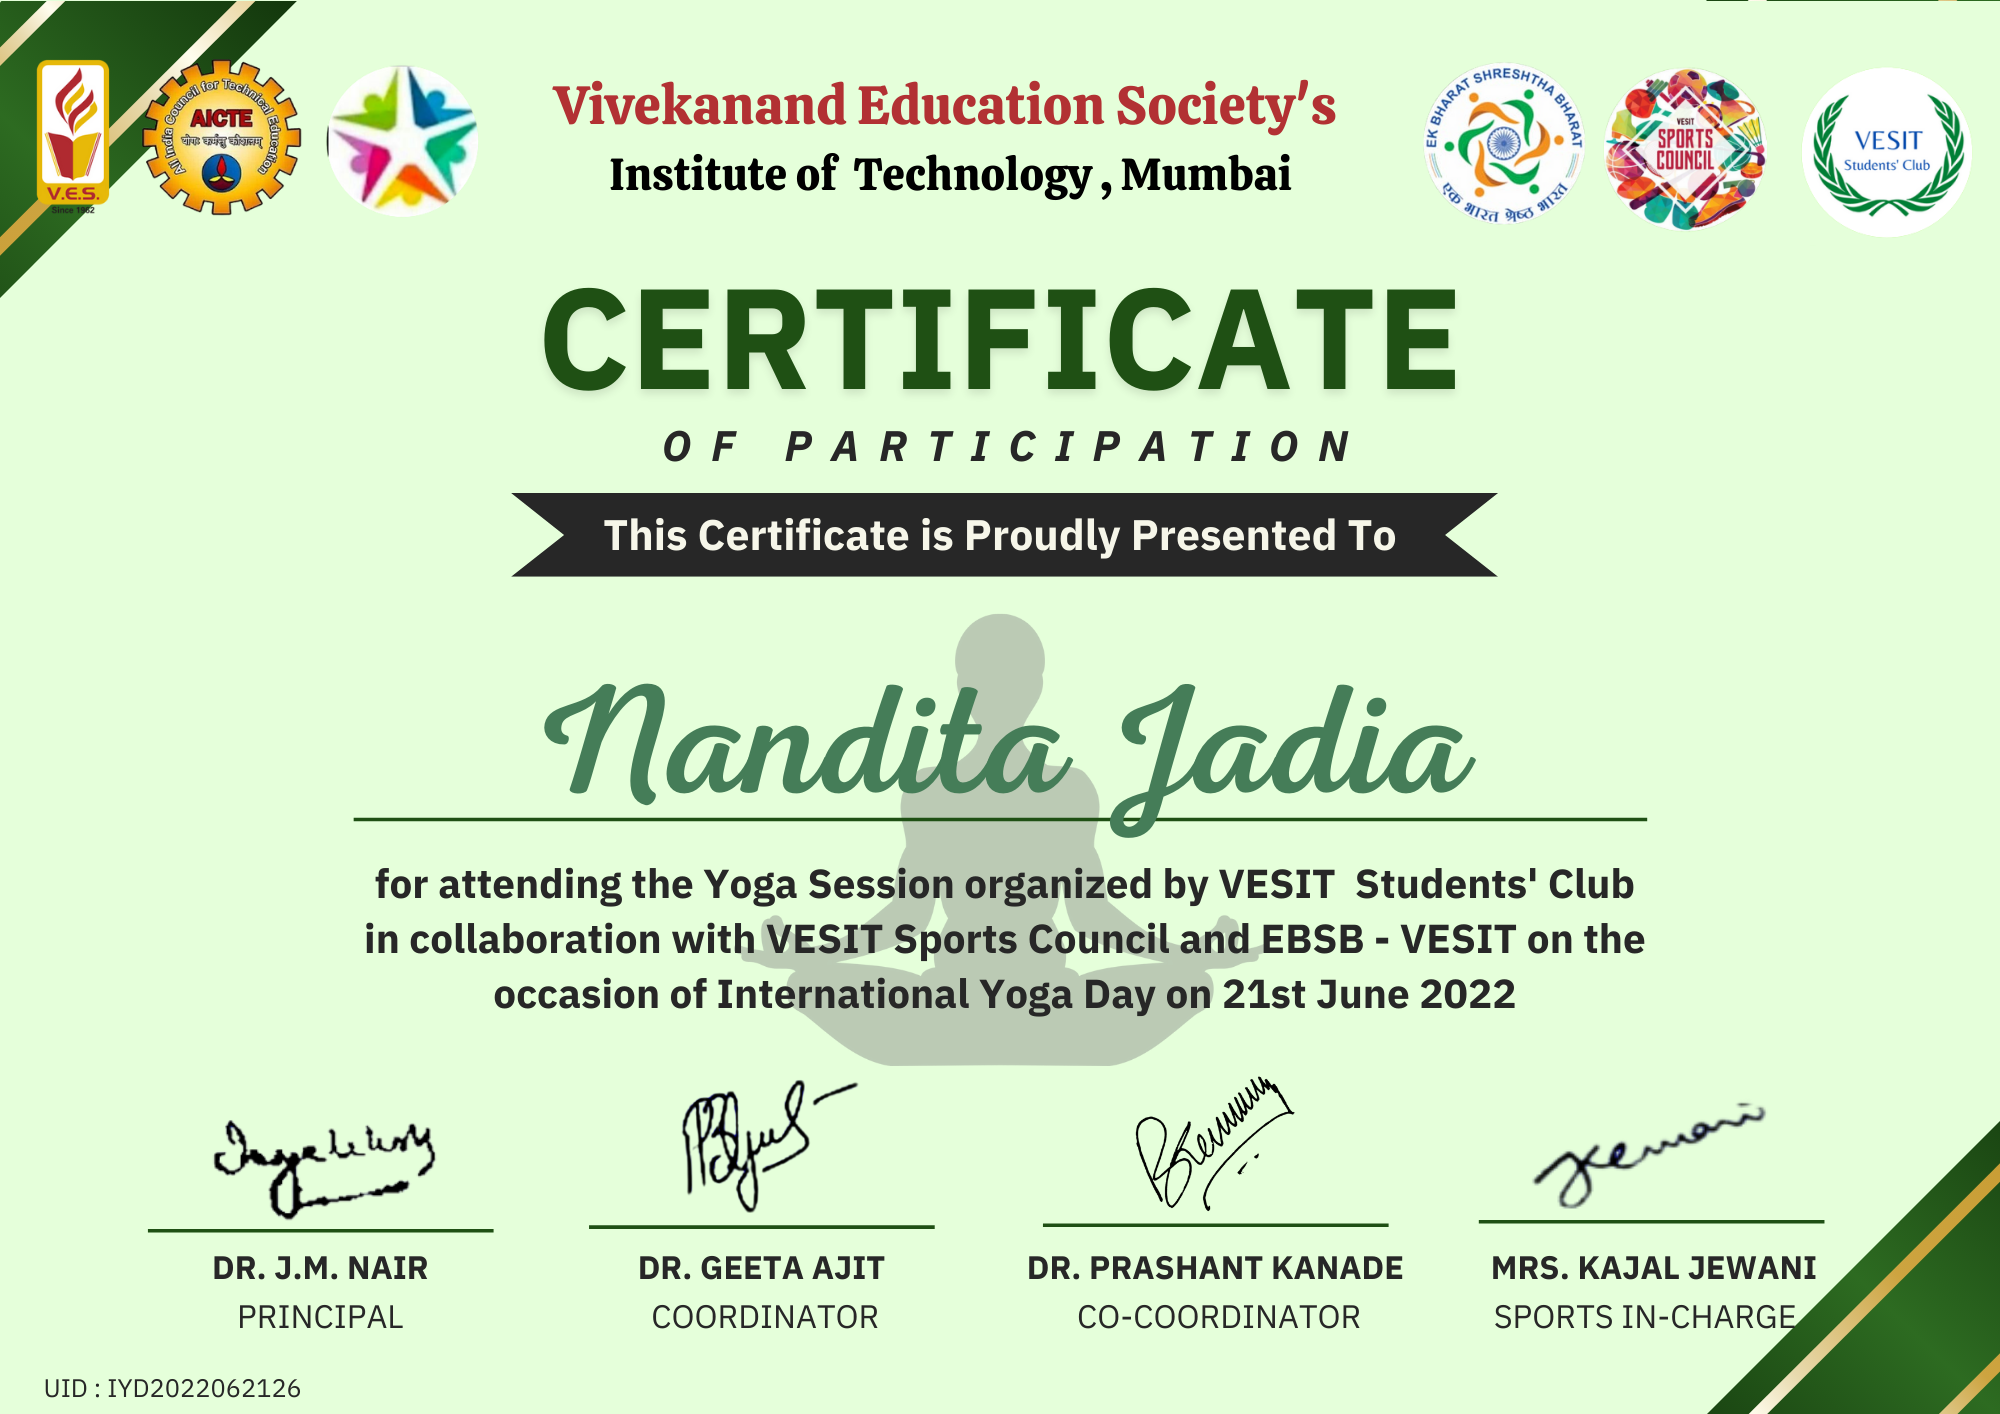 V.E.S.
Since 1962
All India Council for Technical Education
AICTE
योगः कर्मसु कौशलम्
Vivekanand Education Society's
Institute of Technology , Mumbai
EK BHARAT SHRESHTHA BHARAT
एक भारत श्रेष्ठ भारत
VESIT
SPORTS
COUNCIL
VESIT
Students' Club
CERTIFICATE
OF PARTICIPATION
This Certificate is Proudly Presented To
Nandita Jadia
for attending the Yoga Session organized by VESIT Students' Club
in collaboration with VESIT Sports Council and EBSB - VESIT on the
occasion of International Yoga Day on 21st June 2022
DR. J.M. NAIR
PRINCIPAL
DR. GEETA AJIT
COORDINATOR
DR. PRASHANT KANADE
CO-COORDINATOR
MRS. KAJAL JEWANI
SPORTS IN-CHARGE
UID : IYD2022062126